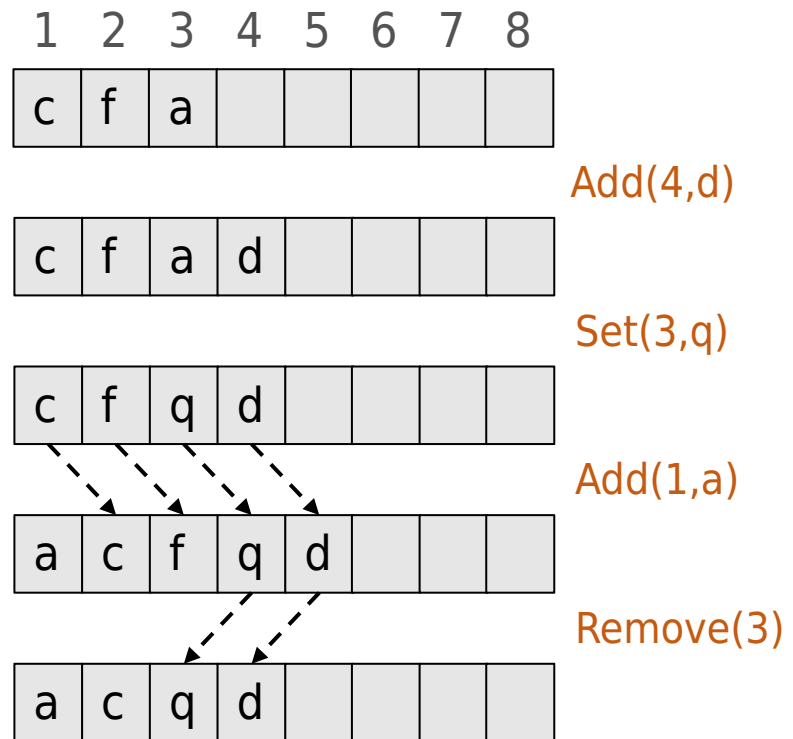 1 2 3 4 5 6 7 8
c f a
Add(4,d)
c f a d
Set(3,q)
c f q d
Add(1,a)
a c f q d
Remove(3)
a c q d